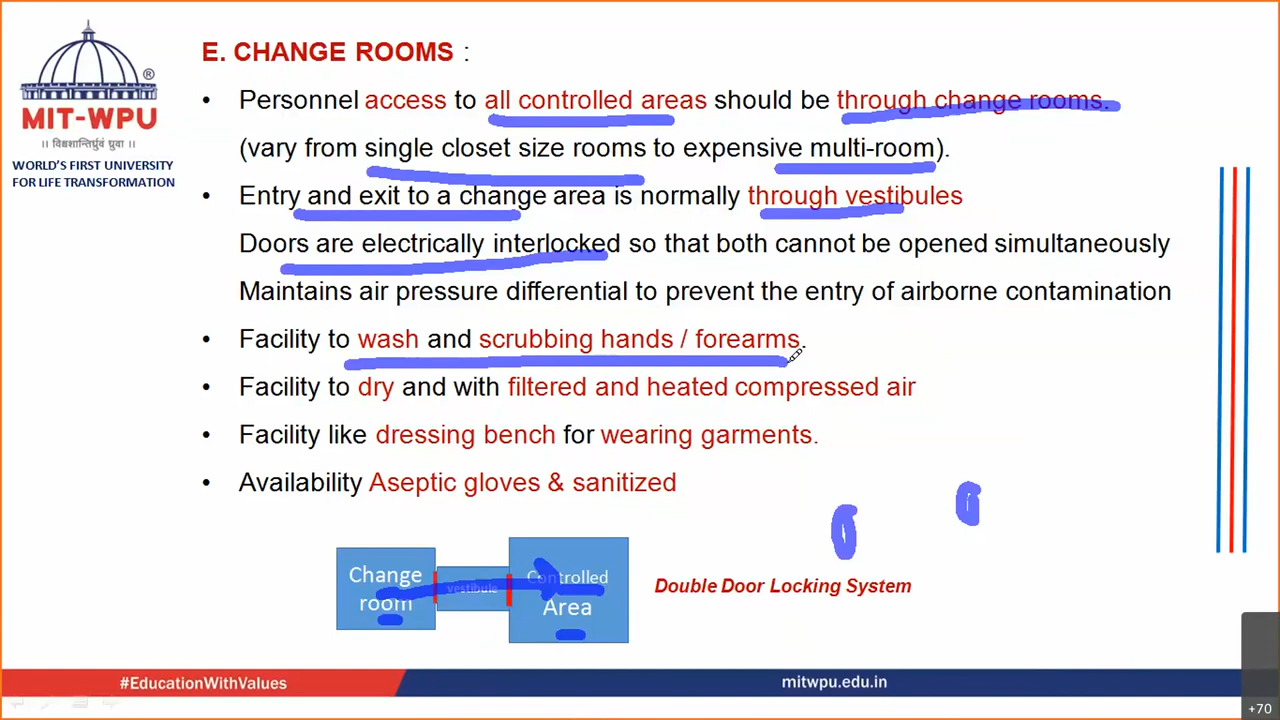 E. CHANGE ROOMS :
®
MIT-WPU
|| विश्वशान्तिर्ध्रुवं ध्रुवा ||
WORLD'S FIRST UNIVERSITY
FOR LIFE TRANSFORMATION
• Personnel access to all controlled areas should be through change rooms.
(vary from single closet size rooms to expensive multi-room).
• Entry and exit to a change area is normally through vestibules
Doors are electrically interlocked so that both cannot be opened simultaneously
Maintains air pressure differential to prevent the entry of airborne contamination
• Facility to wash and scrubbing hands / forearms.
• Facility to dry and with filtered and heated compressed air
• Facility like dressing bench for wearing garments.
• Availability Aseptic gloves & sanitized
Change
room
vestibule
Controlled
Area
Double Door Locking System
#EducationWithValues
mitwpu.edu.in
+70